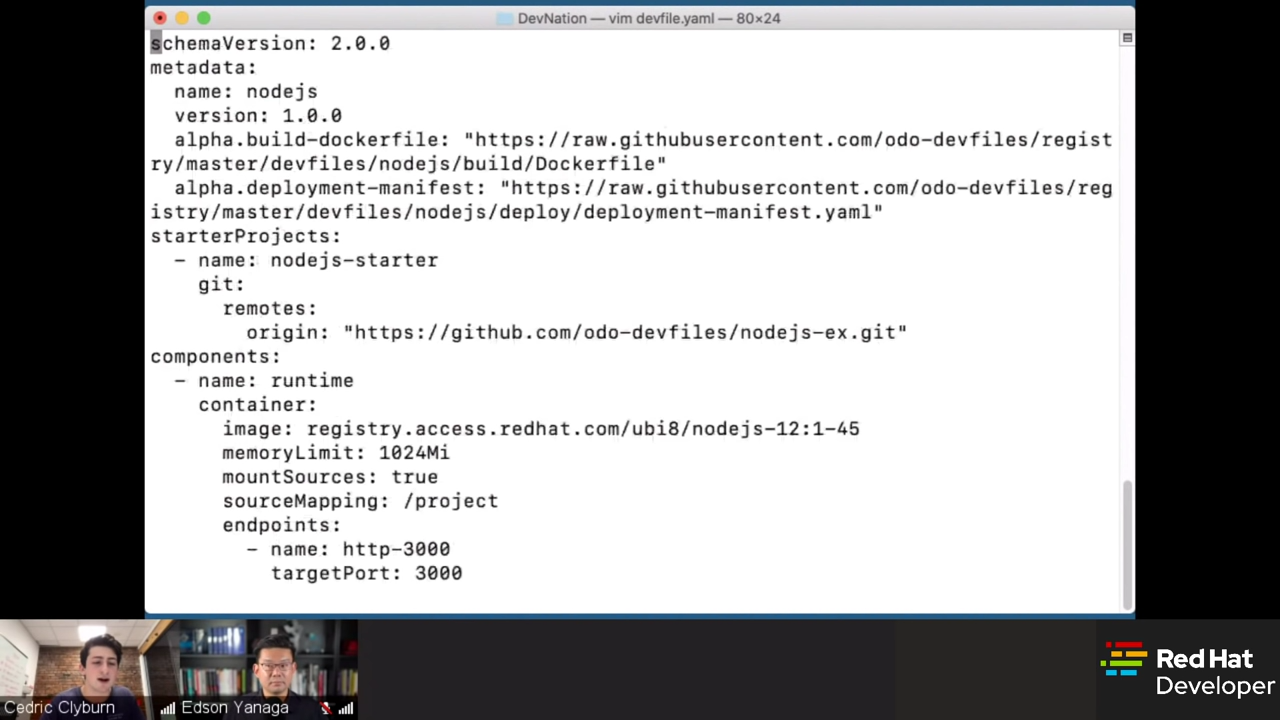 DevNation — vim devfile.yaml — 80×24
schemaVersion: 2.0.0
metadata:
  name: nodejs
  version: 1.0.0
  alpha.build-dockerfile: "https://raw.githubusercontent.com/odo-devfiles/regist
ry/master/devfiles/nodejs/build/Dockerfile"
  alpha.deployment-manifest: "https://raw.githubusercontent.com/odo-devfiles/reg
istry/master/devfiles/nodejs/deploy/deployment-manifest.yaml"
starterProjects:
  - name: nodejs-starter
    git:
      remotes:
        origin: "https://github.com/odo-devfiles/nodejs-ex.git"
components:
  - name: runtime
    container:
      image: registry.access.redhat.com/ubi8/nodejs-12:1-45
      memoryLimit: 1024Mi
      mountSources: true
      sourceMapping: /project
      endpoints:
        - name: http-3000
          targetPort: 3000
Cedric Clyburn
Edson Yanaga
Red Hat
Developer